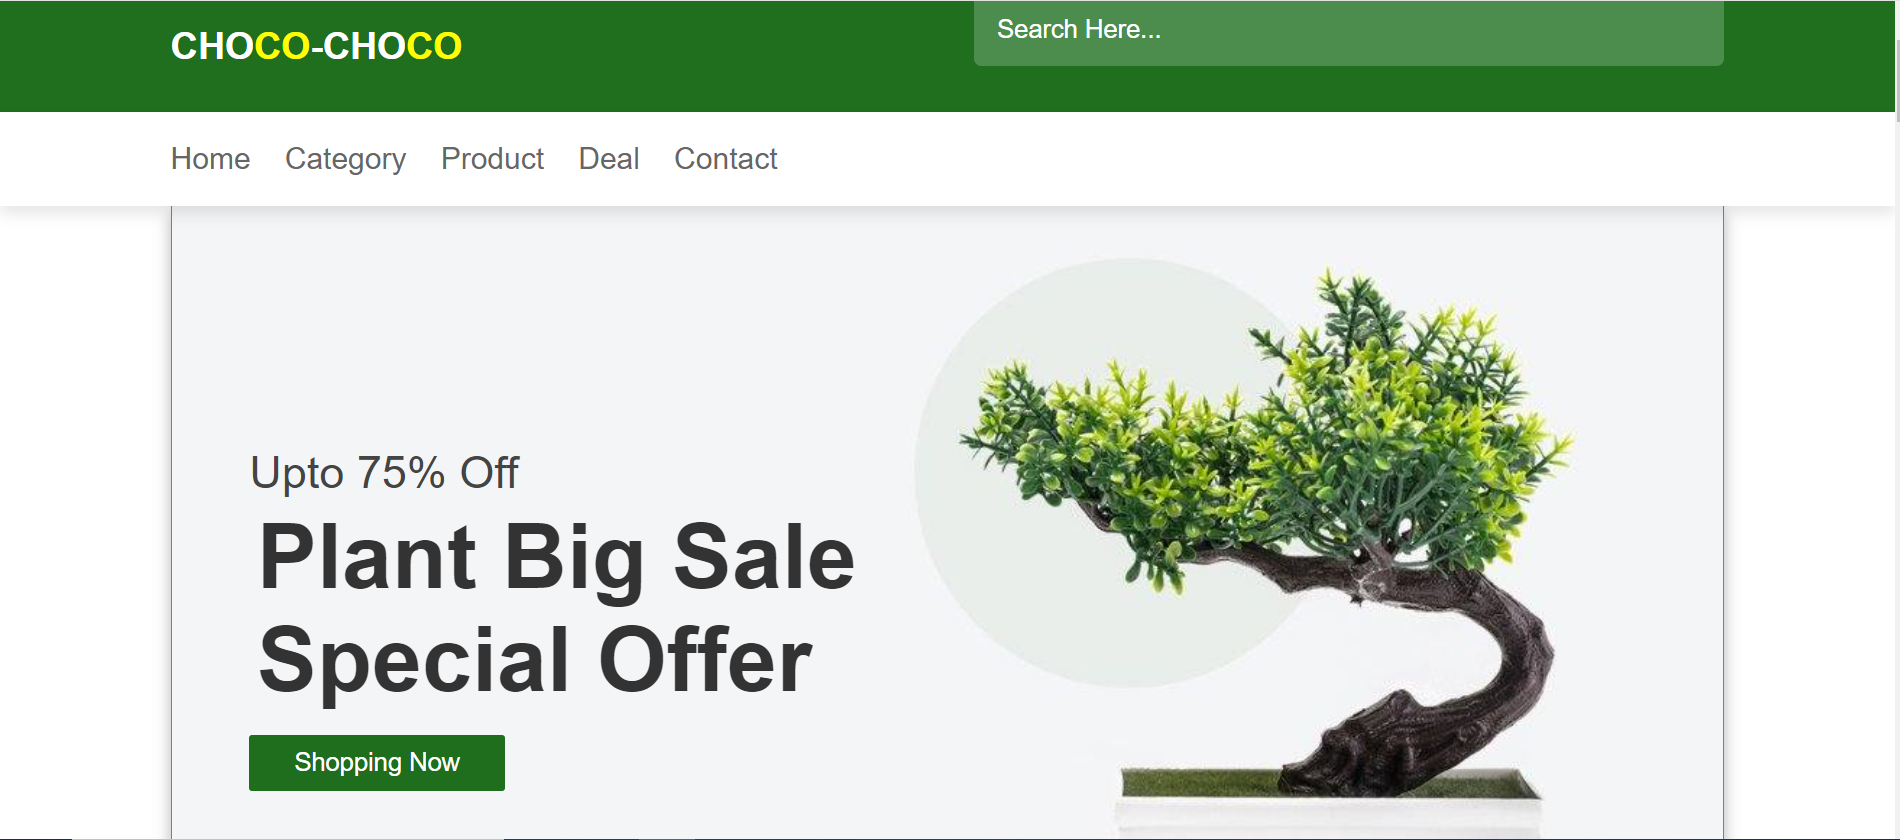 CHOCO-CHOCO
Search Here...
Home Category Product Deal Contact
Upto 75% Off
Plant Big Sale
Special Offer
Shopping Now